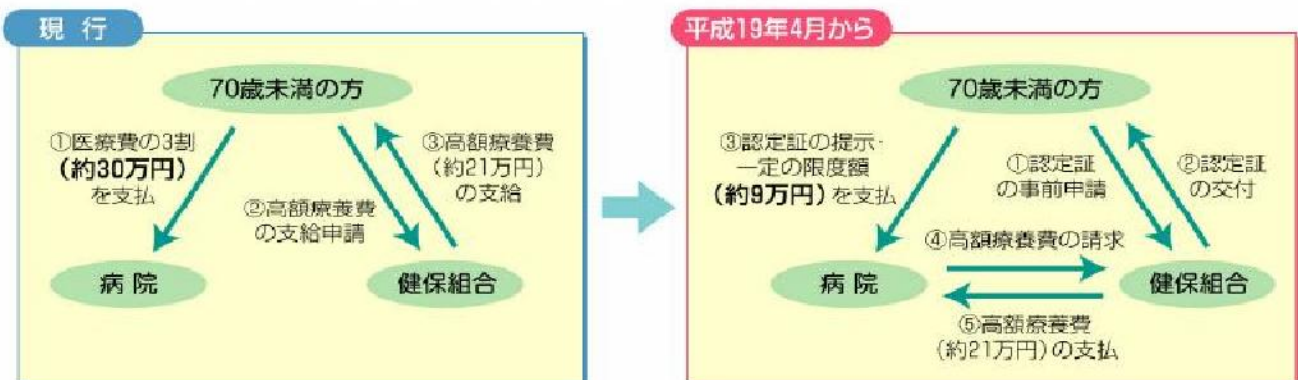 現 行
70歳未満の方
①医療費の3割
(約30万円)
を支払
②高額療養費
の支給申請
③高額療養費
(約21万円)
の支給
病 院
健保組合
平成19年4月から
70歳未満の方
③認定証の提示・
一定の限度額
(約9万円)を支払
①認定証
の事前申請
②認定証
の交付
④高額療養費の請求
病 院
健保組合
⑤高額療養費
(約21万円)の支払